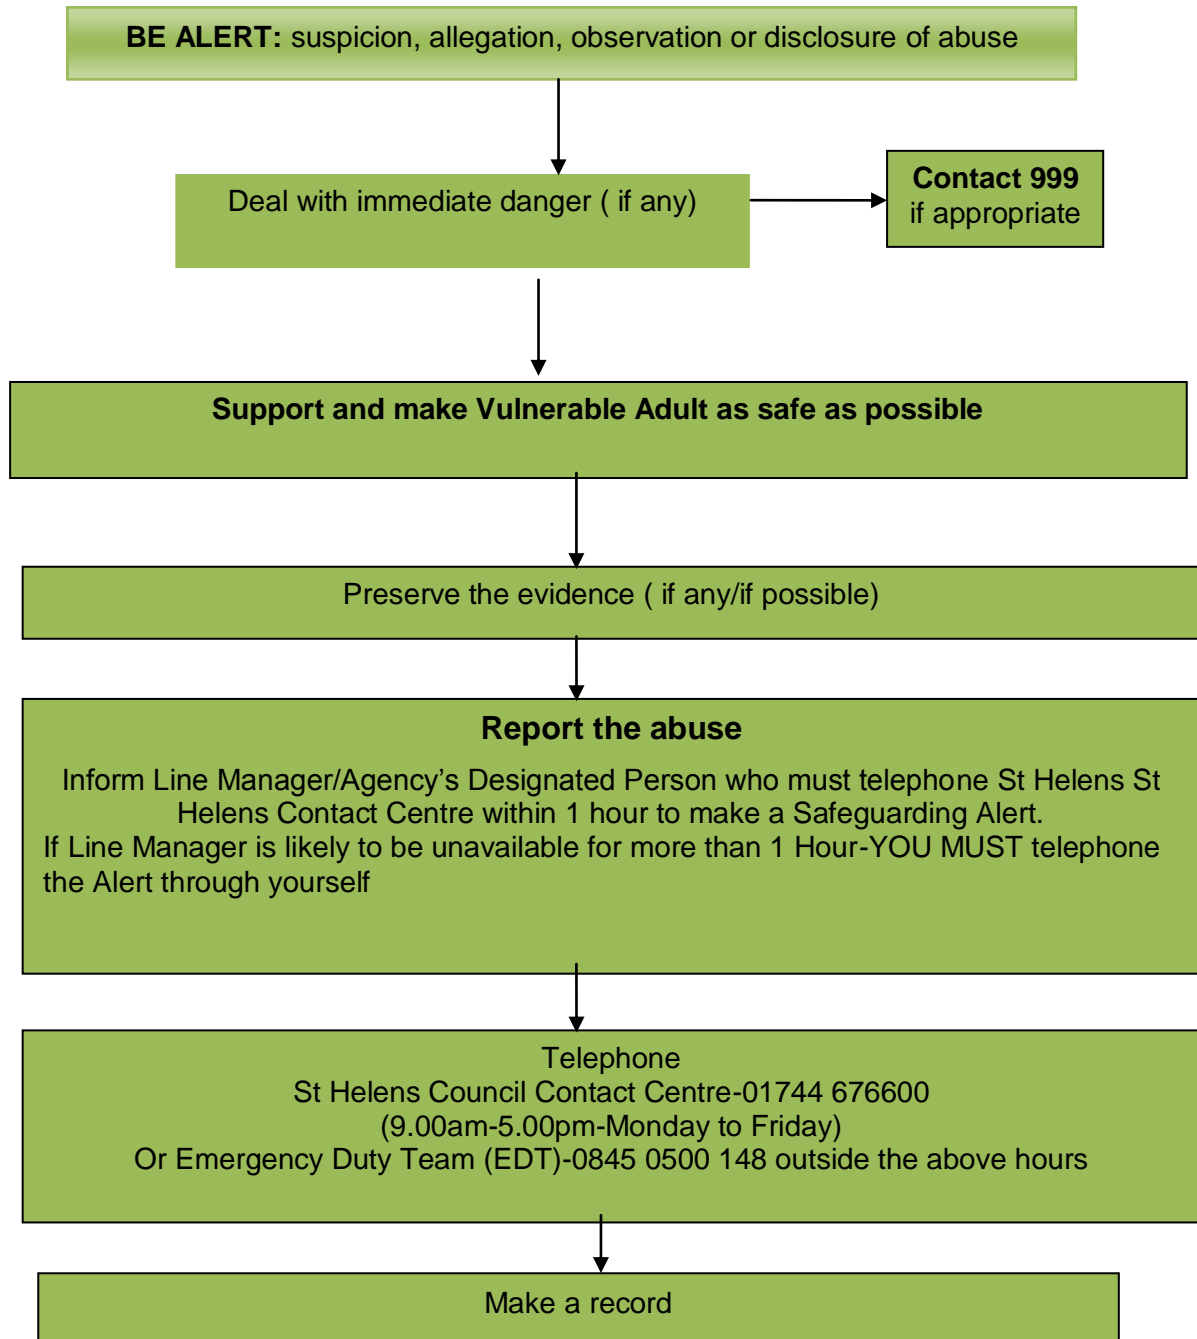 BE ALERT: suspicion, allegation, observation or disclosure of abuse
Deal with immediate danger ( if any)
Contact 999
if appropriate
Support and make Vulnerable Adult as safe as possible
Preserve the evidence ( if any/if possible)
Report the abuse
Inform Line Manager/Agency’s Designated Person who must telephone St Helens St
Helens Contact Centre within 1 hour to make a Safeguarding Alert.
If Line Manager is likely to be unavailable for more than 1 Hour-YOU MUST telephone
the Alert through yourself
Telephone
St Helens Council Contact Centre-01744 676600
(9.00am-5.00pm-Monday to Friday)
Or Emergency Duty Team (EDT)-0845 0500 148 outside the above hours
Make a record